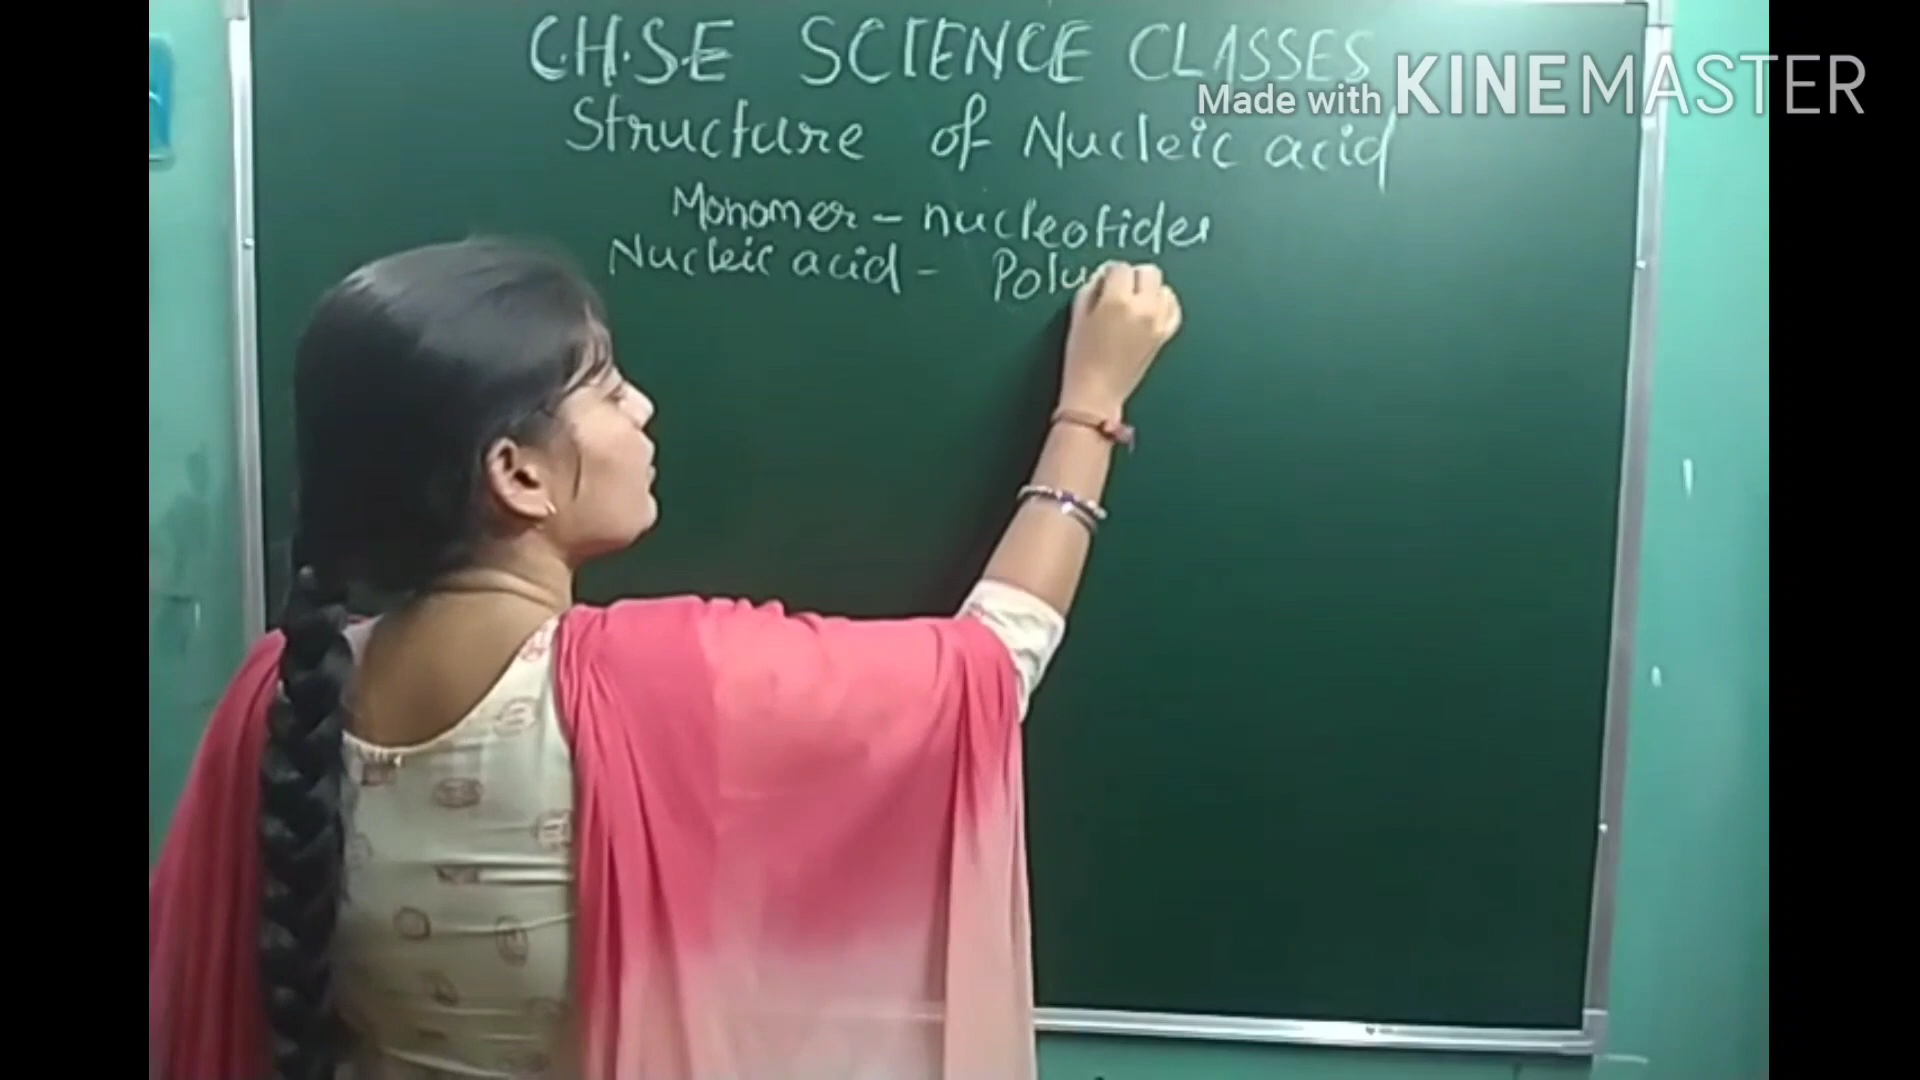 C.H.S.E SCIENCE CLASSES
Made with KINEMASTER
Structure of Nucleic acid
Monomer - nucleotides
Nucleic acid - Poly